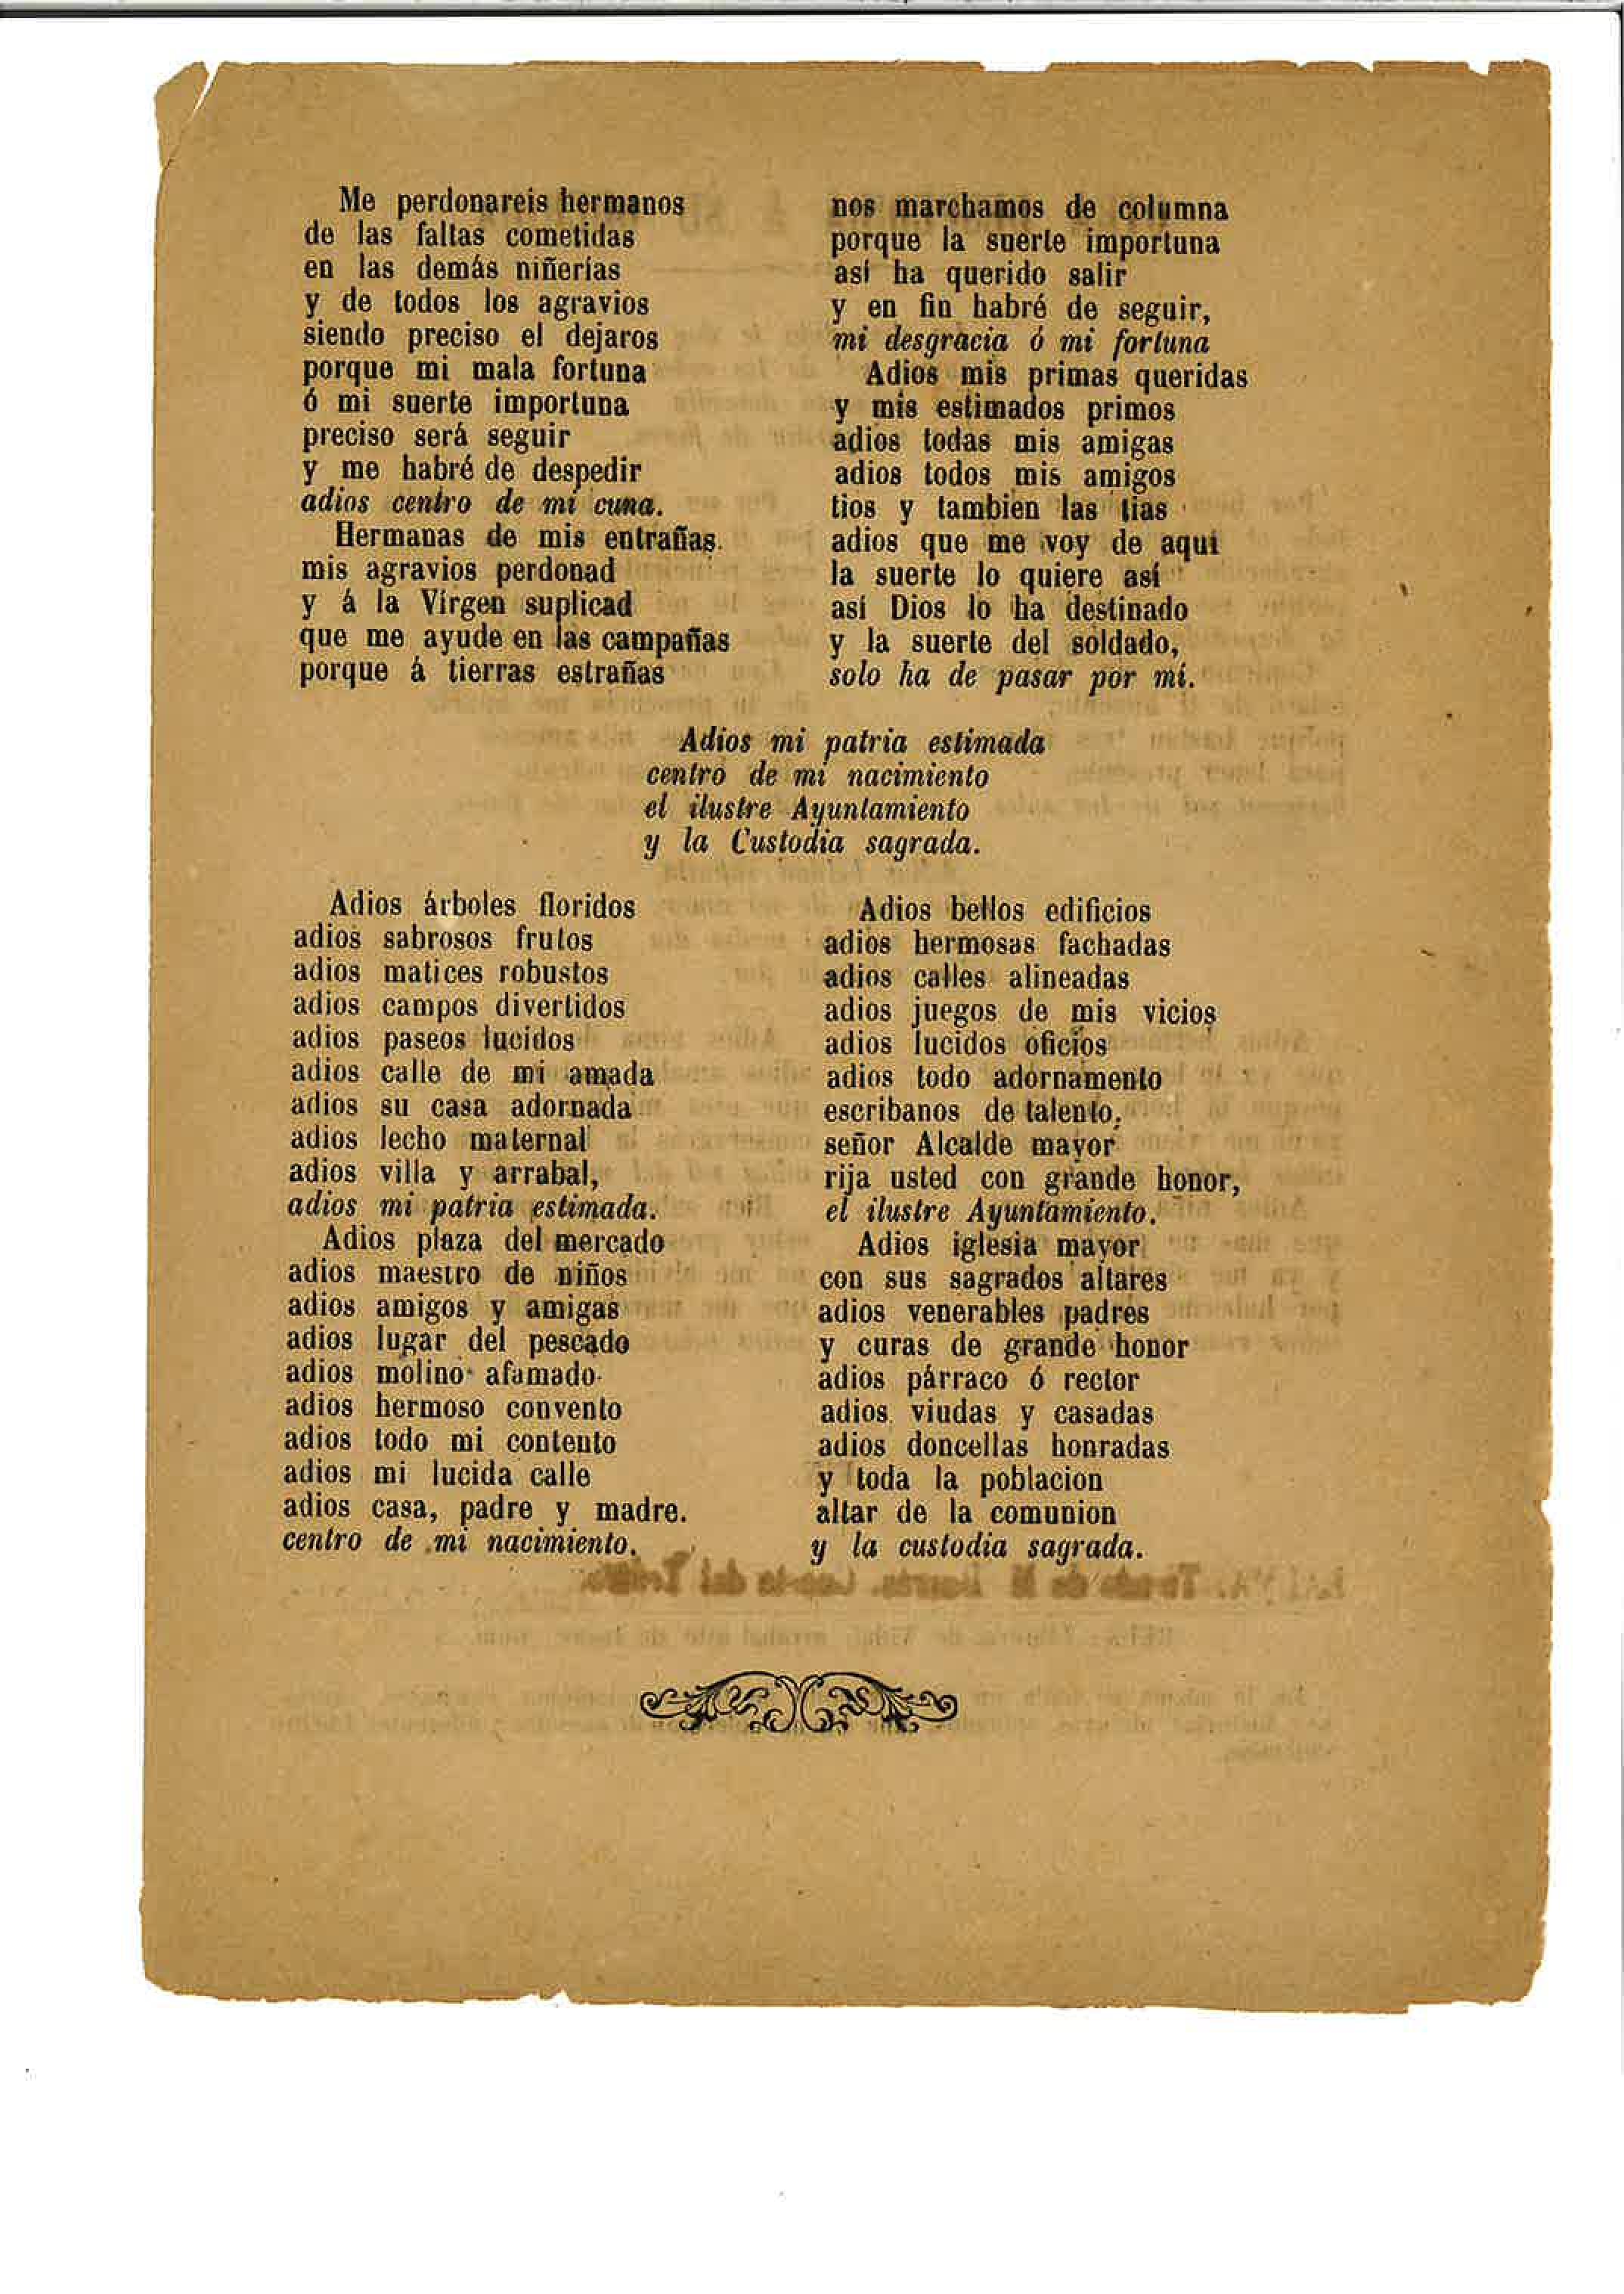 Me perdonareis hermanos
de las faltas cometidas
en las demás niñerías
y de todos los agravios
siendo preciso el dejaros
porque mi mala fortuna
ó mi suerte importuna
preciso será seguir
y me habré de despedir
adios centro de mi cuna.
Hermanas de mis entrañas.
mis agravios perdonad
y á la Virgen suplicad
que me ayude en las campañas
porque á tierras estrañas
nos marchamos de columna
porque la suerte importuna
así ha querido salir
y en fin habré de seguir,
mi desgracia ó mi fortuna
Adios mis primas queridas
y mis estimados primos
adios todas mis amigas
adios todos mis amigos
tios y tambien las tias
adios que me voy de aquí
la suerte lo quiere así
así Dios lo ha destinado
y la suerte del soldado,
solo ha de pasar por mí.
Adios mi patria estimada
centro de mi nacimiento
el ilustre Ayuntamiento
y la Custodia sagrada.
Adios árboles floridos
adios sabrosos frutos
adios matices robustos
adios campos divertidos
adios paseos lucidos
adios calle de mi amada
adios su casa adornada
adios lecho maternal
adios villa y arrabal,
adios mi patria estimada.
Adios plaza del mercado
adios maestro de niños
adios amigos y amigas
adios lugar del pescado
adios molino afamado
adios hermoso convento
adios todo mi contento
adios mi lucida calle
adios casa, padre y madre.
centro de mi nacimiento.
Adios bellos edificios
adios hermosas fachadas
adios calles alineadas
adios juegos de mis vicios
adios lucidos oficios
adios todo adornamento
escribanos de talento,
señor Alcalde mayor
rija usted con grande honor,
el ilustre Ayuntamiento.
Adios iglesia mayor
con sus sagrados altares
adios venerables padres
y curas de grande honor
adios párraco ó rector
adios viudas y casadas
adios doncellas honradas
y toda la poblacion
altar de la comunion
y la custodia sagrada.